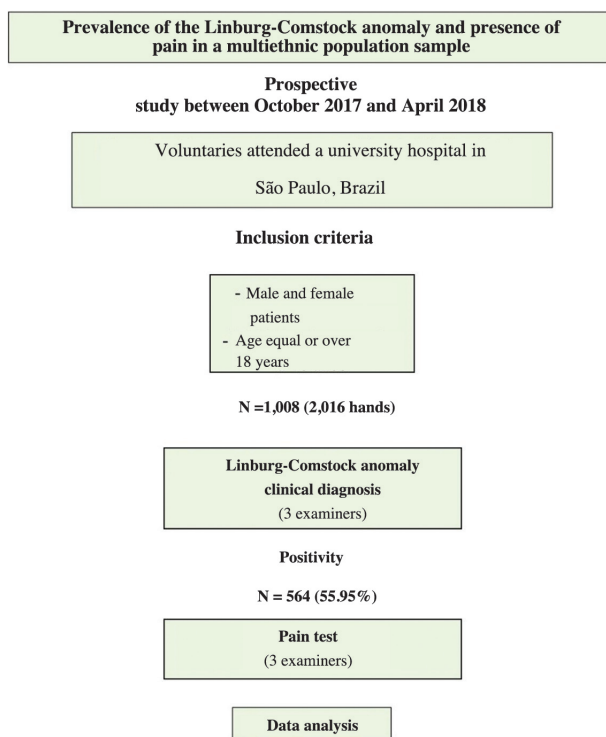 Prevalence of the Linburg-Comstock anomaly and presence of
pain in a multiethnic population sample
Prospective
study between October 2017 and April 2018
Voluntaries attended a university hospital in
São Paulo, Brazil
Inclusion criteria
- Male and female
patients
- Age equal or over
18 years
N =1,008 (2,016 hands)
Linburg-Comstock anomaly
clinical diagnosis
(3 examiners)
Positivity
N = 564 (55.95%)
Pain test
(3 examiners)
Data analysis